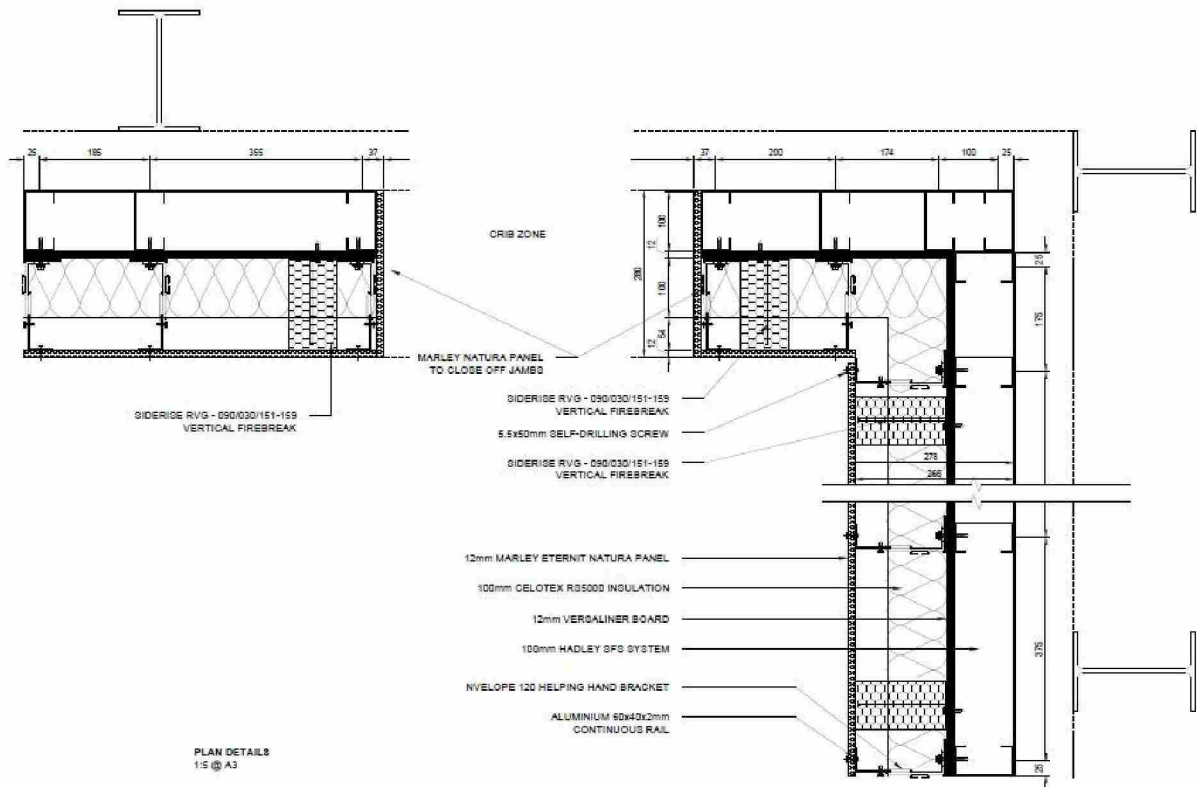 25 185 355 37
37 200 174 100 25
CRIB ZONE
280
100
12
100
54
12
25
175
MARLEY NATURA PANEL
TO CLOSE OFF JAMBS
SIDERISE RVG - 090/030/151-159
VERTICAL FIREBREAK
SIDERISE RVG - 090/030/151-159
VERTICAL FIREBREAK
5.5x50mm SELF-DRILLING SCREW
SIDERISE RVG - 090/030/151-159
VERTICAL FIREBREAK
278
266
12mm MARLEY ETERNIT NATURA PANEL
100mm CELOTEX RS5000 INSULATION
12mm VERSALINER BOARD
100mm HADLEY SFS SYSTEM
375
NVELOPE 120 HELPING HAND BRACKET
ALUMINIUM 60x40x2mm
CONTINUOUS RAIL
25
PLAN DETAILS
1:5 @ A3